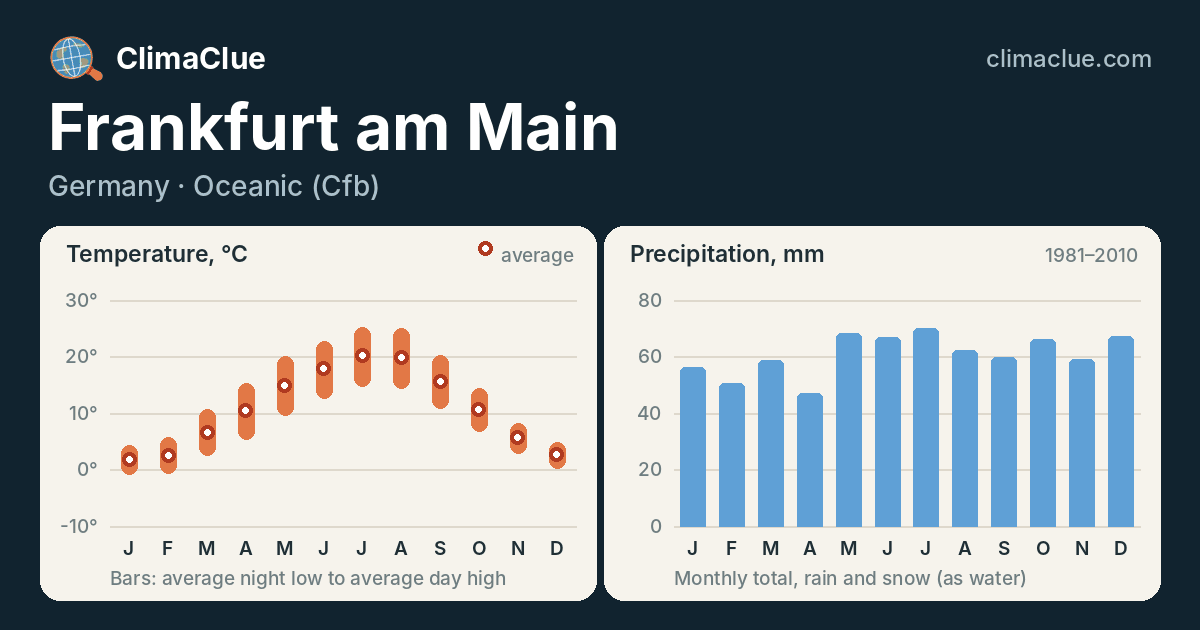 ClimaClue
climaclue.com
Frankfurt am Main
Germany · Oceanic (Cfb)
Temperature, °C
average
30°
20°
10°
0°
-10°
J F M A M J J A S O N D
Bars: average night low to average day high
Precipitation, mm
1981–2010
80
60
40
20
0
J F M A M J J A S O N D
Monthly total, rain and snow (as water)